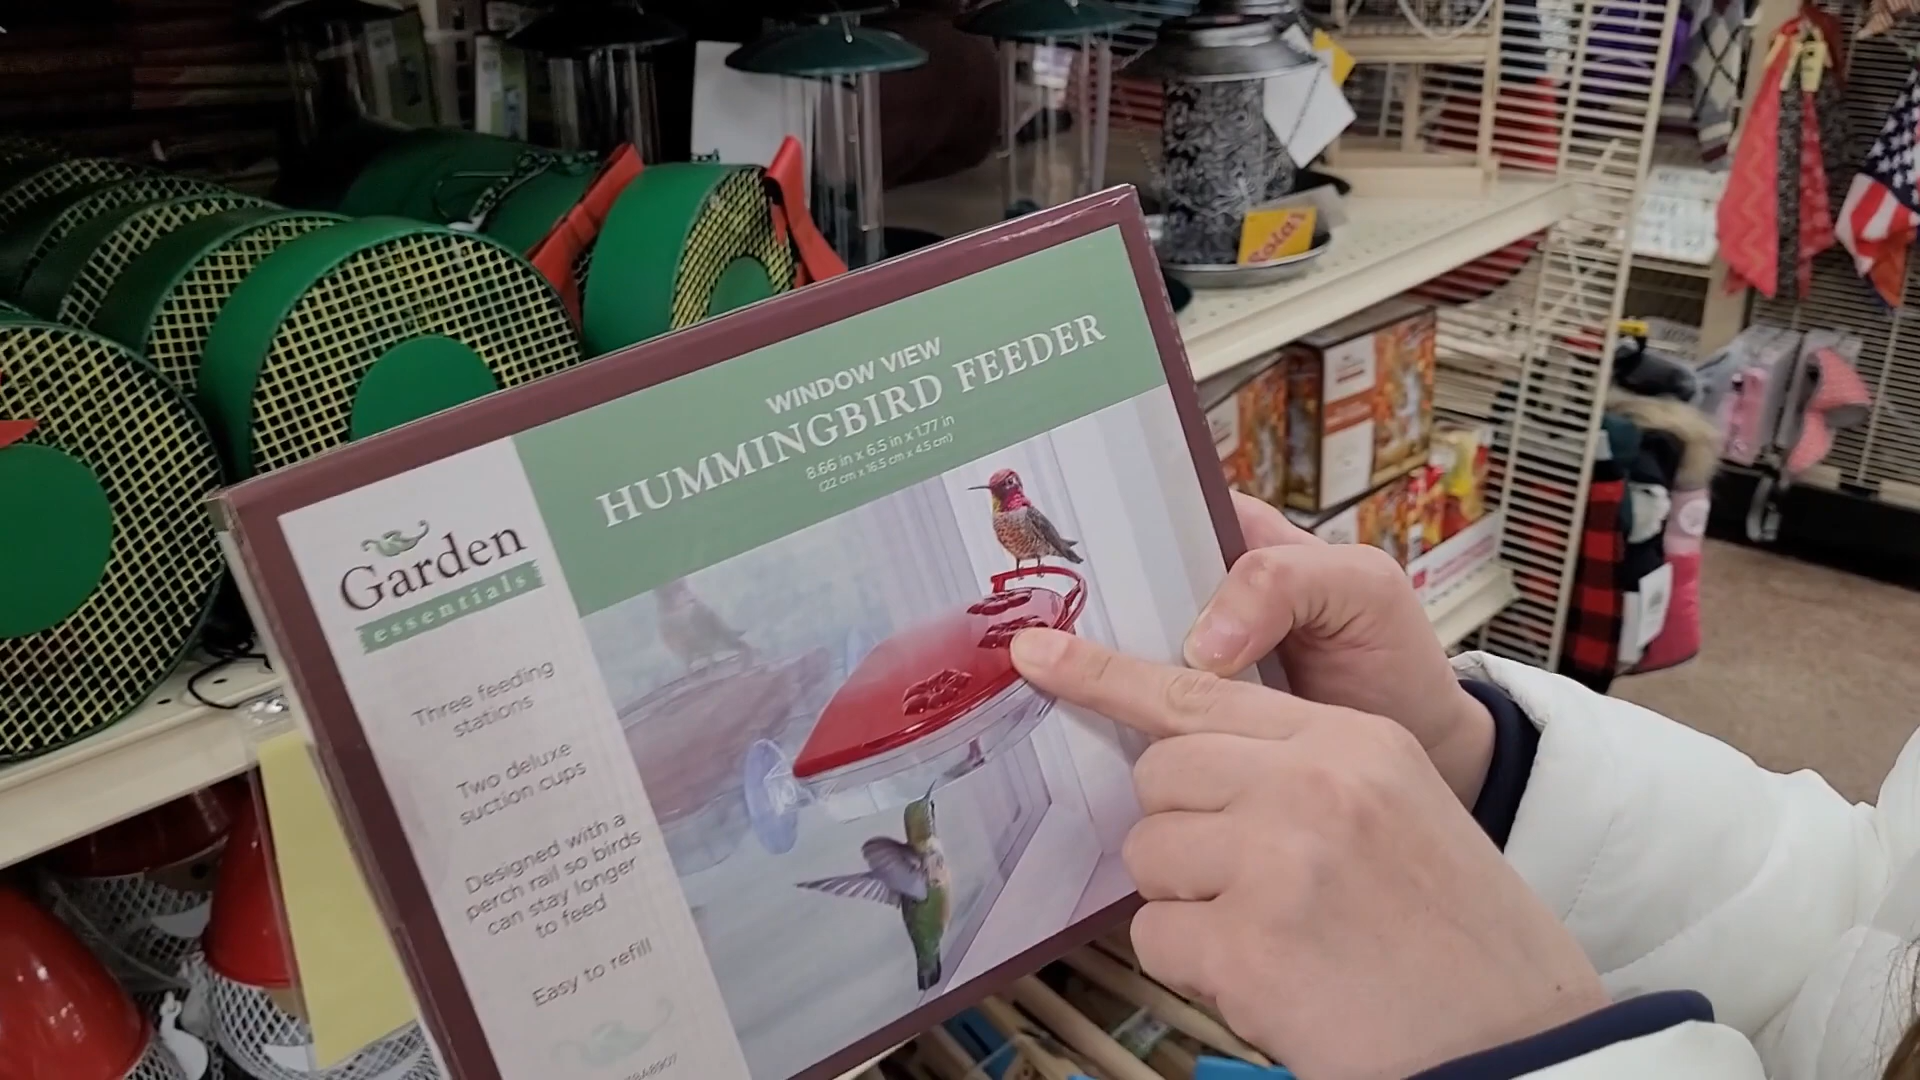 WINDOW VIEW
HUMMINGBIRD FEEDER
8.66 in x 6.5 in x 1.77 in
(22 cm x 16.5 cm x 4.5 cm)
Garden
essentials
Three feeding
stations
Two deluxe
suction cups
Designed with a
perch rail so birds
can stay longer
to feed
Easy to refill